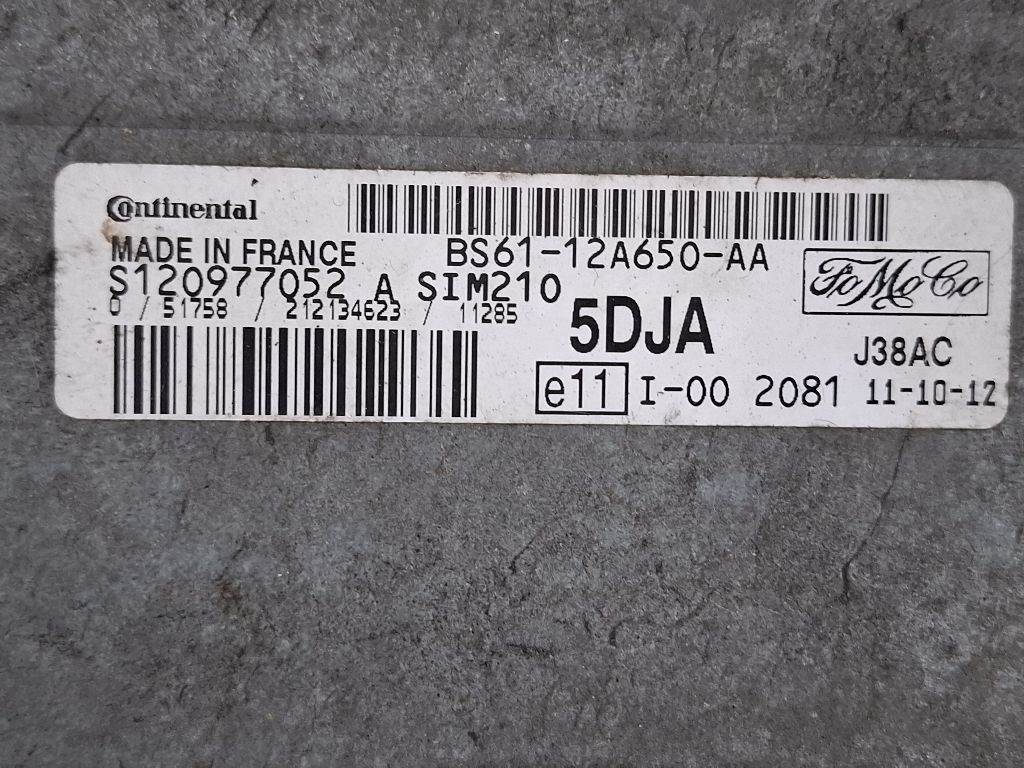 Continental
MADE IN FRANCE BS61-12A650-AA
FoMoCo
S120977052 A SIM210
0 / 51758 / 212134623 / 11285
5DJA
J38AC
e11 I-00 2081 11-10-12